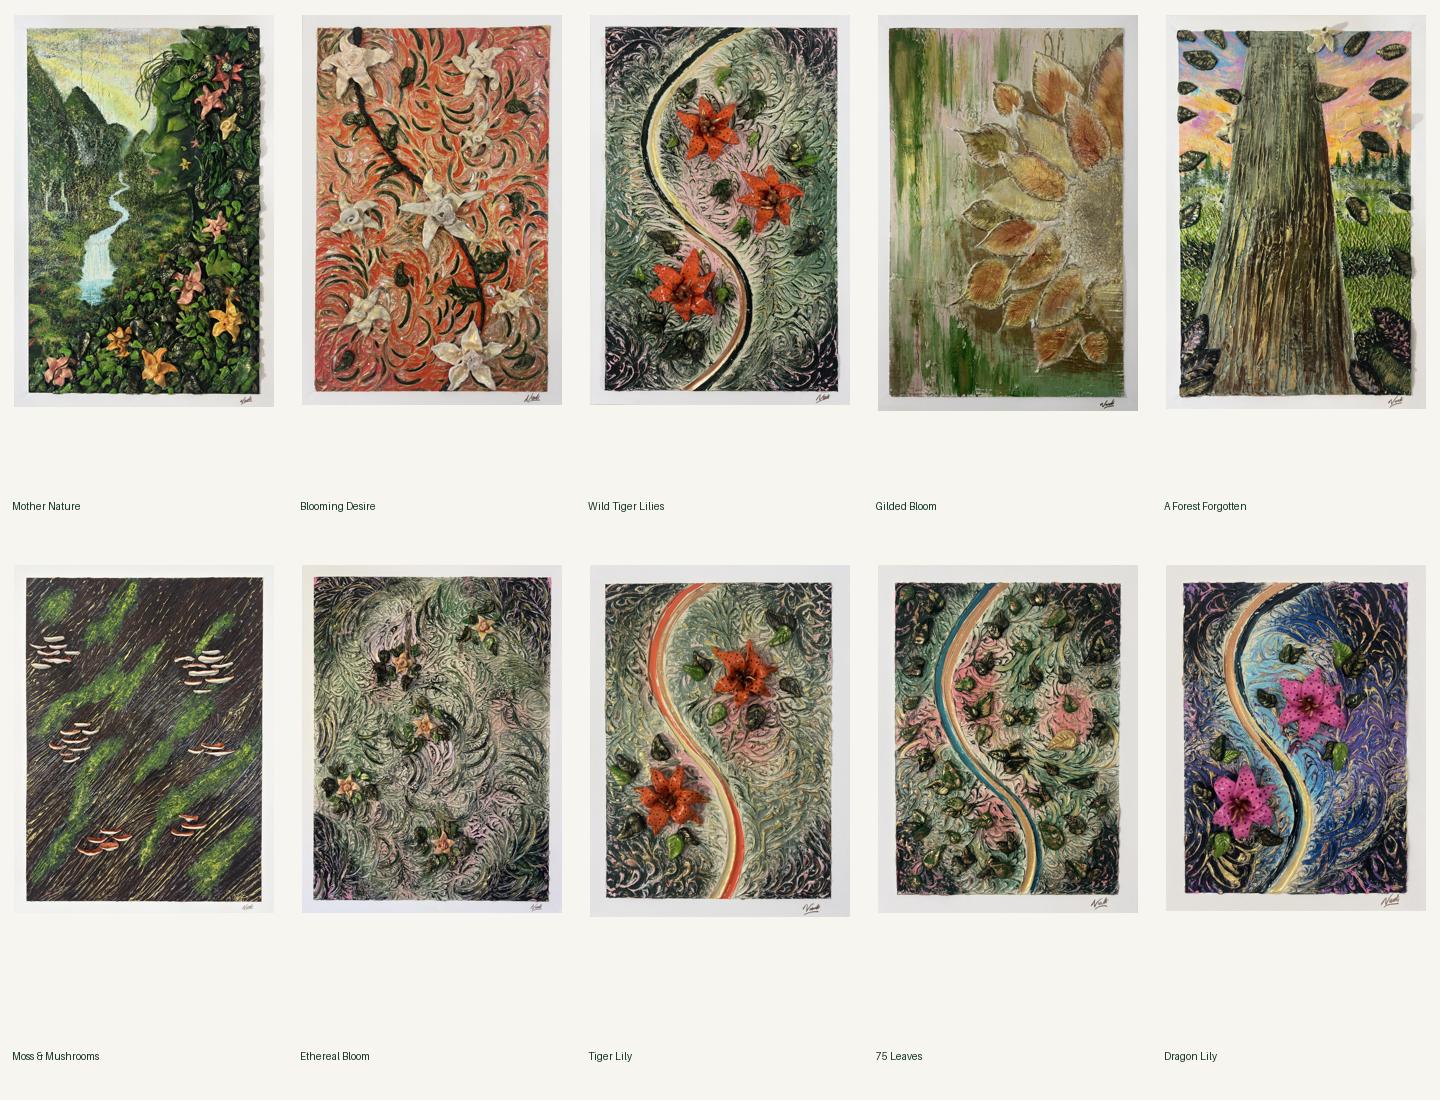 Mother Nature
Blooming Desire
Wild Tiger Lilies
Gilded Bloom
A Forest Forgotten
Moss & Mushrooms
Ethereal Bloom
Tiger Lily
75 Leaves
Dragon Lily